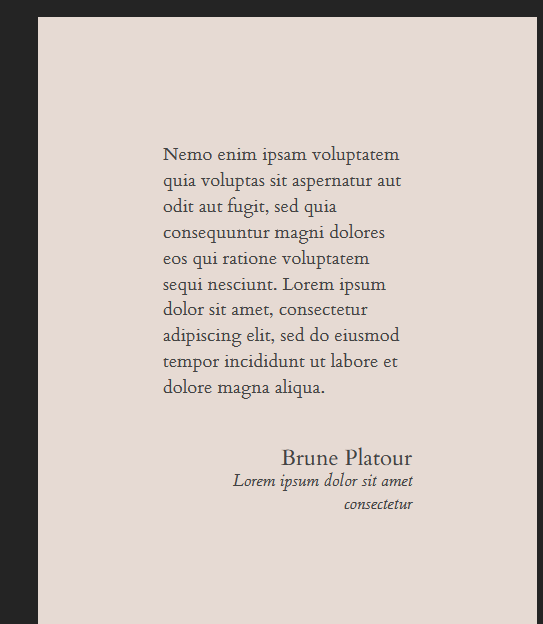 Nemo enim ipsam voluptatem
quia voluptas sit aspernatur aut
odit aut fugit, sed quia
consequuntur magni dolores
eos qui ratione voluptatem
sequi nesciunt. Lorem ipsum
dolor sit amet, consectetur
adipiscing elit, sed do eiusmod
tempor incididunt ut labore et
dolore magna aliqua.
Brune Platour
Lorem ipsum dolor sit amet
consectetur